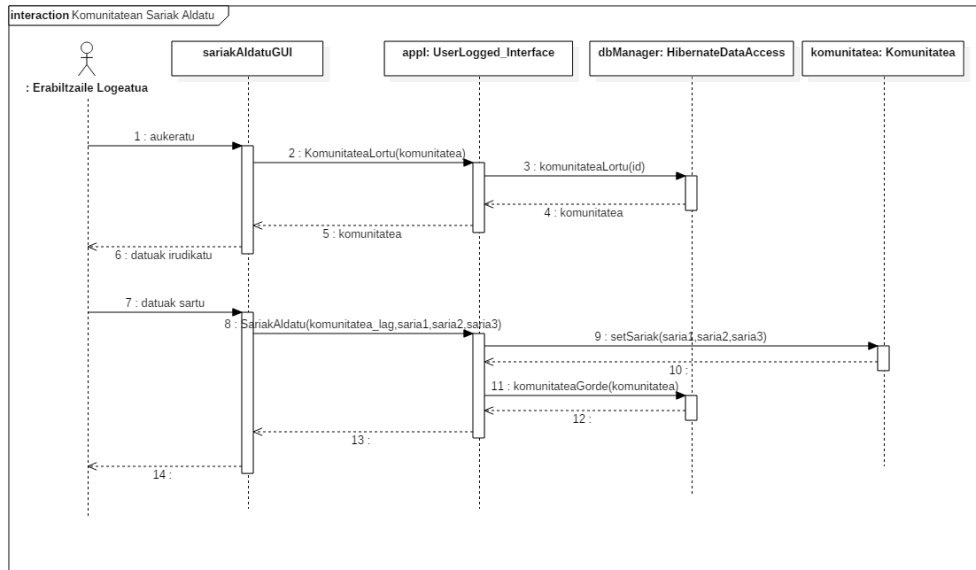 interaction Komunitatean Sariak Aldatu
sariakAldatuGUI
appl: UserLogged_Interface
dbManager: HibernateDataAccess
komunitatea: Komunitatea
: Erabiltzaile Logeatua
1 : aukeratu
2 : KomunitateaLortu(komunitatea)
3 : komunitateaLortu(id)
4 : komunitatea
5 : komunitatea
6 : datuak irudikatu
7 : datuak sartu
8 : SariakAldatu(komunitatea_lag,saria1,saria2,saria3)
9 : setSariak(saria1,saria2,saria3)
10 :
11 : komunitateaGorde(komunitatea)
12 :
13 :
14 :